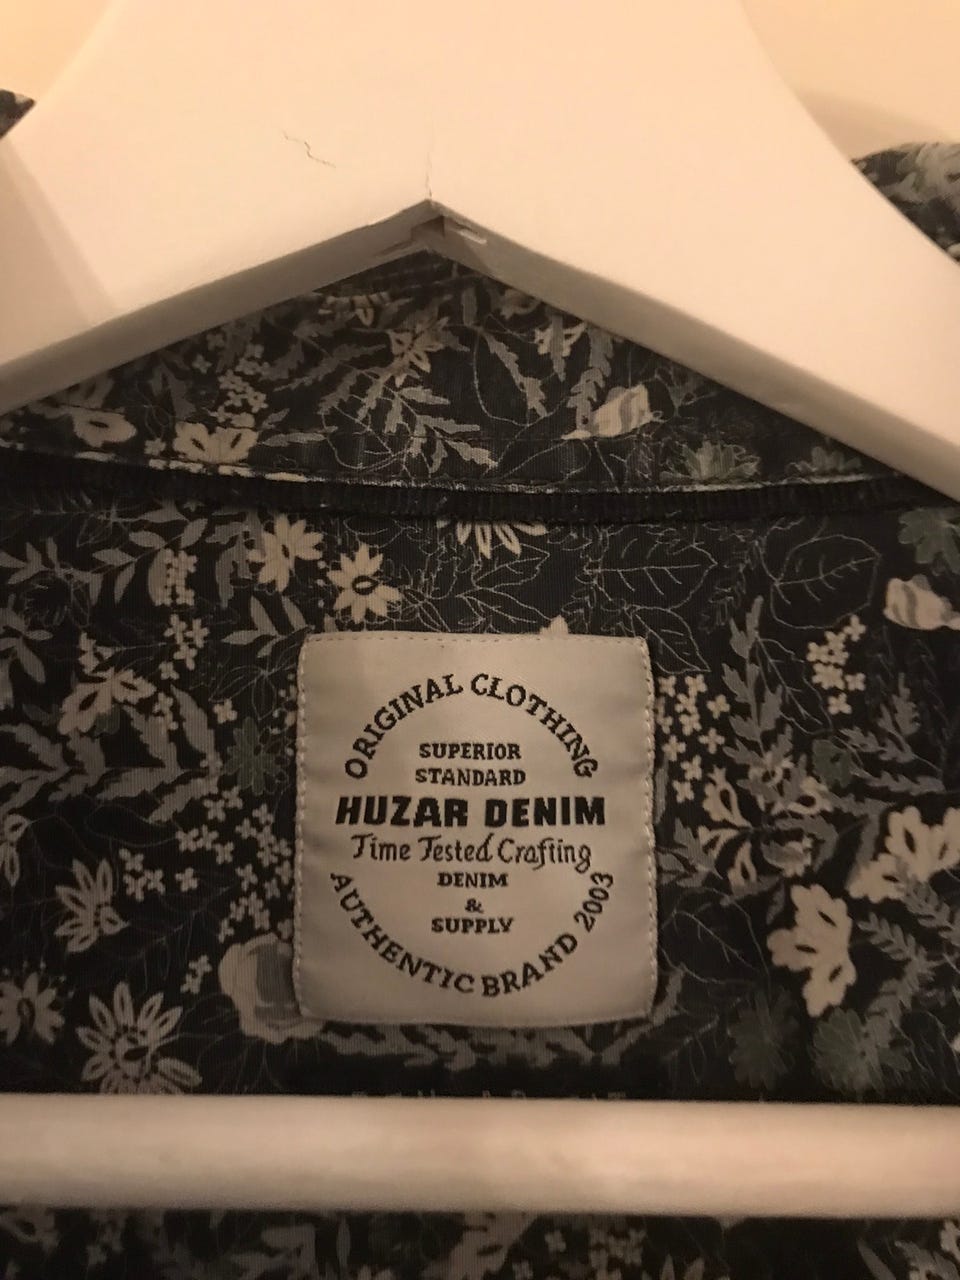 ORIGINAL CLOTHING
SUPERIOR
STANDARD
HUZAR DENIM
Time Tested Crafting
DENIM
&
SUPPLY
AUTHENTIC BRAND 2003